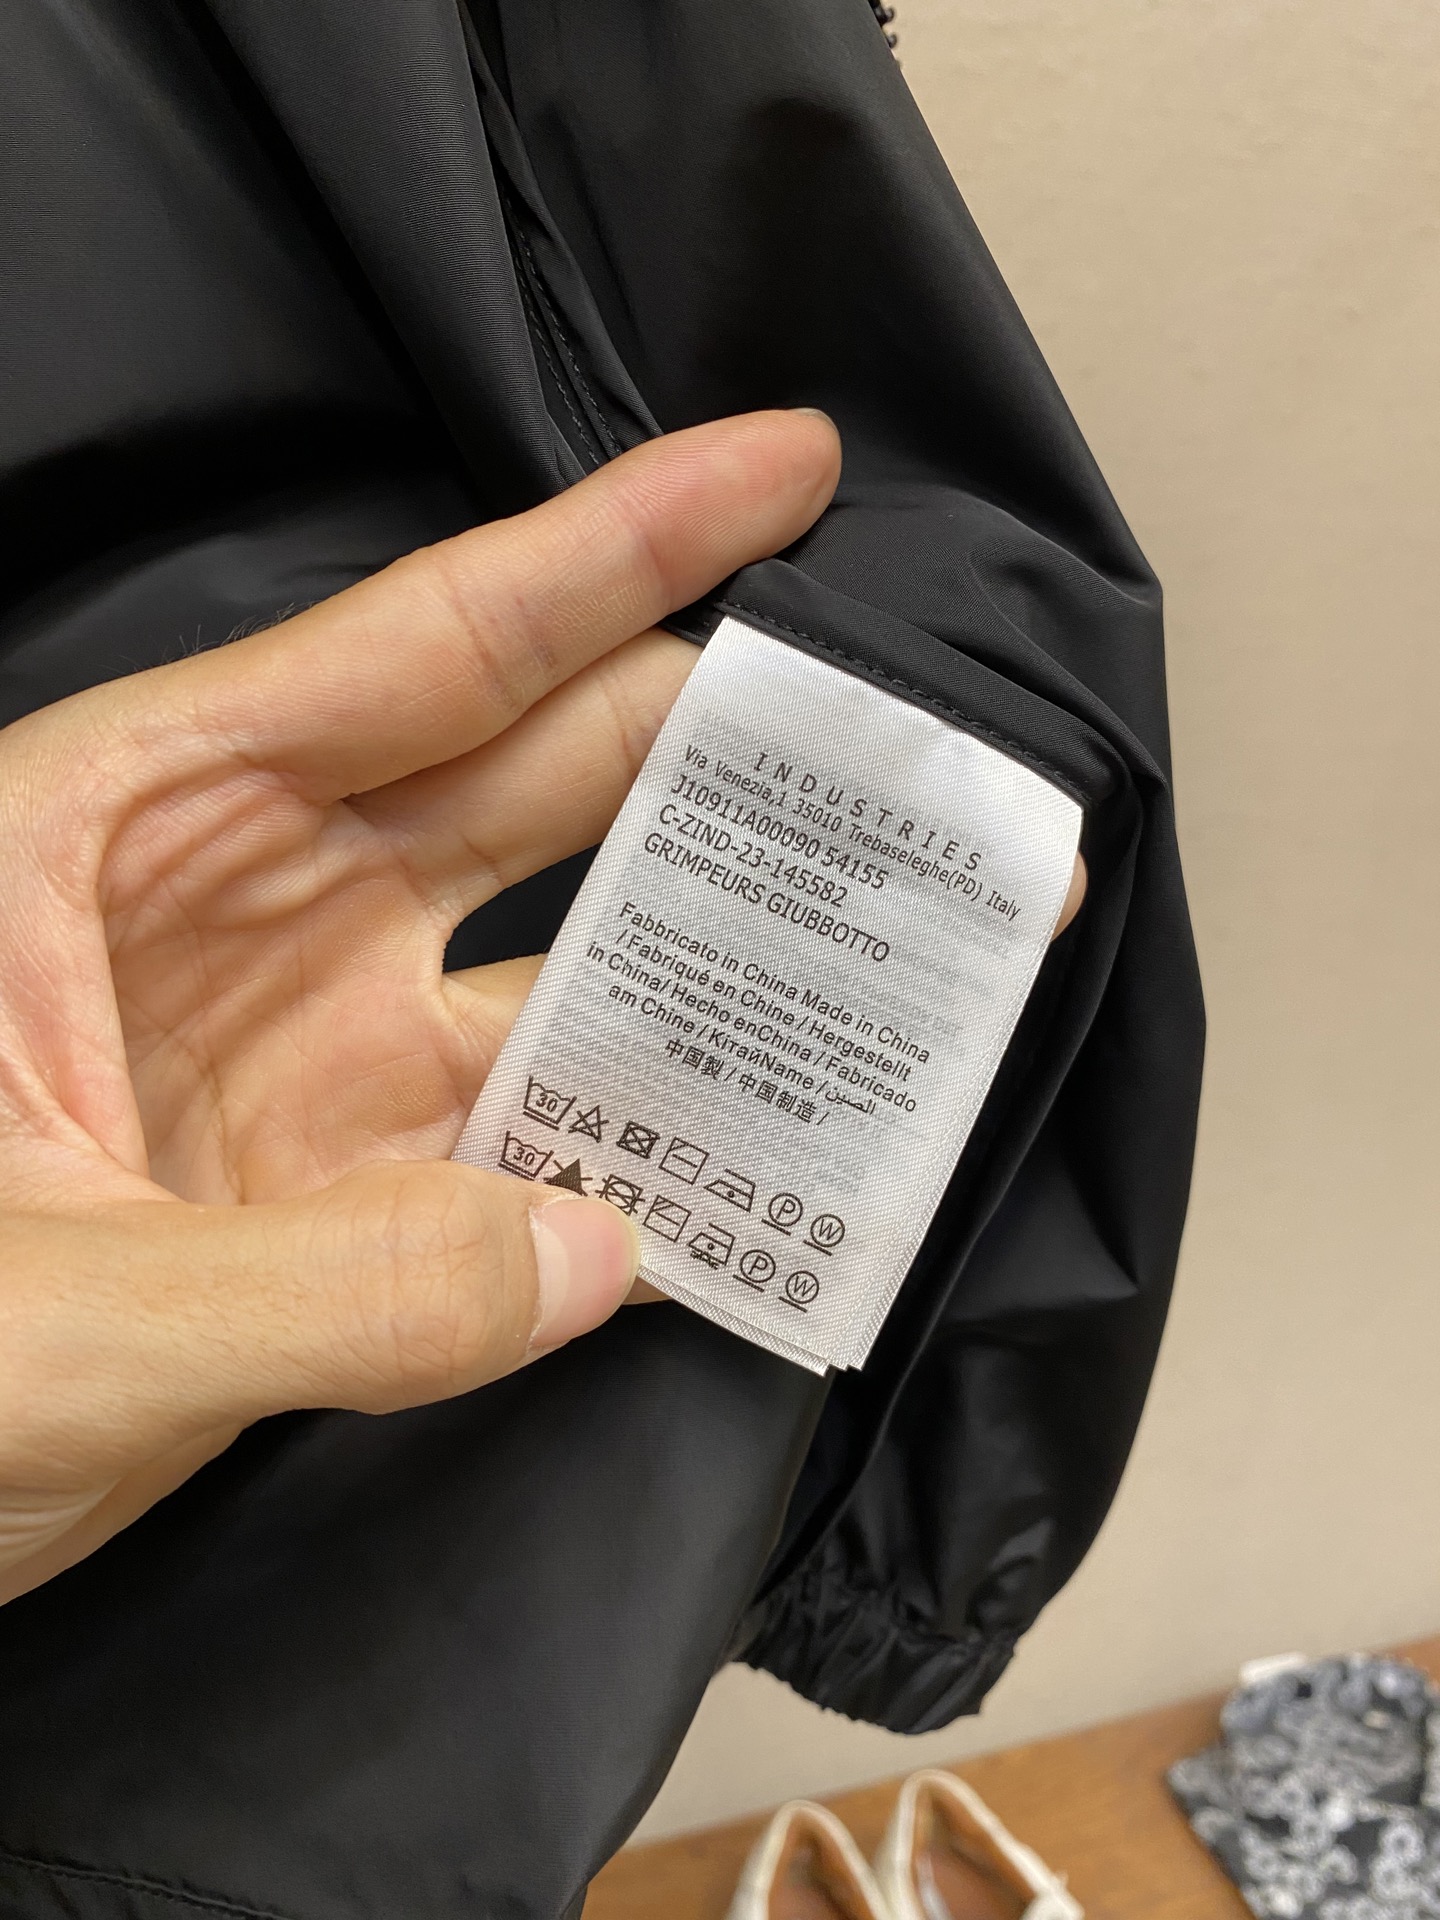 INDUSTRIES
Via Venezia,1 35010 Trebaseleghe(PD) Italy
J10911A00090 54155
C-ZIND-23-145582
GRIMPEURS GIUBBOTTO
Fabbricato in China Made in China
/ Fabriqué en Chine / Hergestellt
in China/ Hecho enChina / Fabricado
am Chine / КітайName / الصين
中国製 / 中国制造 /
30 P W
30 P W